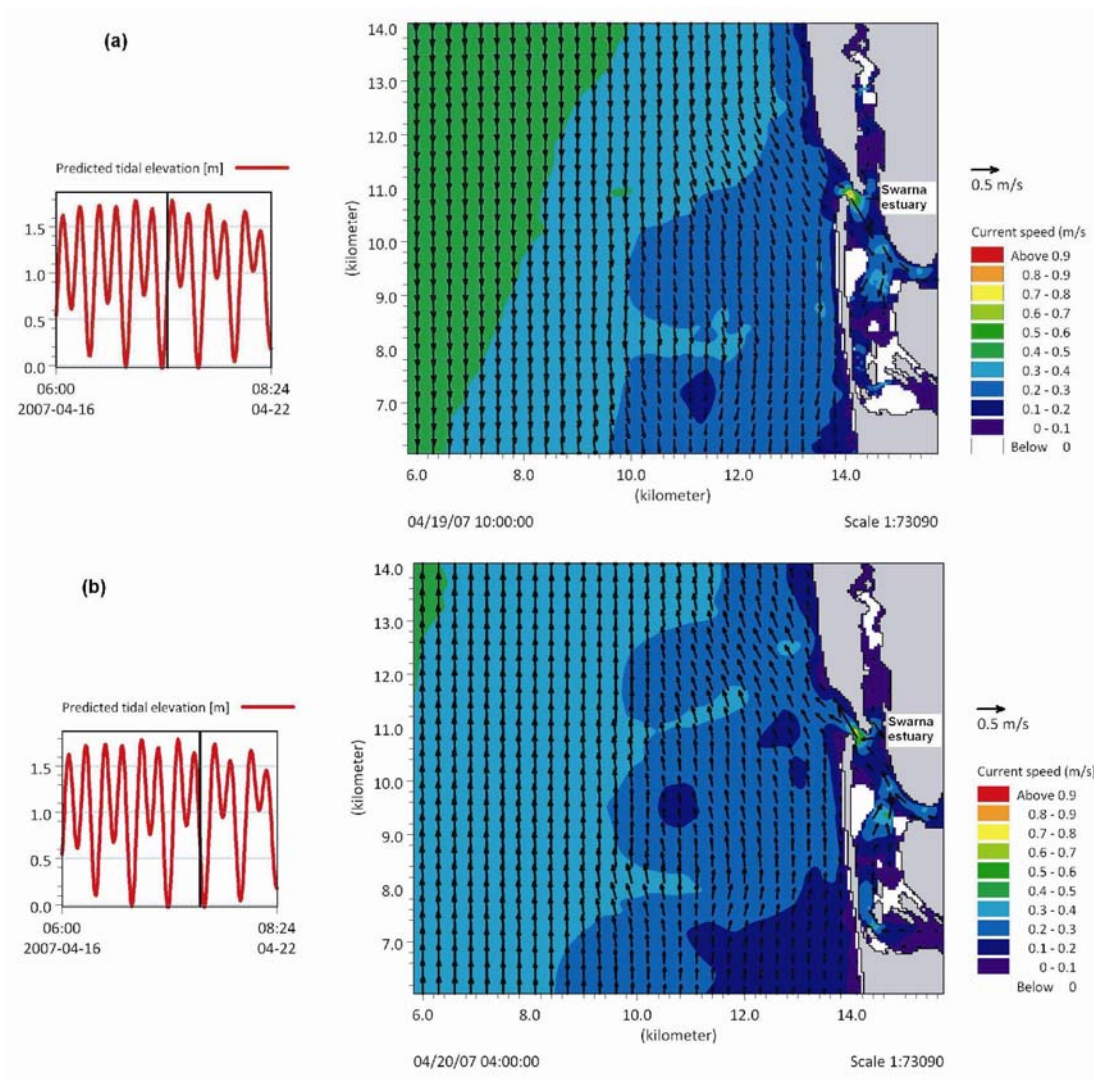 (a)
Predicted tidal elevation [m]
1.5
1.0
0.5
0.0
06:00
08:24
2007-04-16
04-22
14.0
13.0
12.0
11.0
10.0
9.0
8.0
7.0
(kilometer)
6.0
8.0
10.0
12.0
14.0
(kilometer)
04/19/07 10:00:00
Scale 1:73090
Swarna
estuary
0.5 m/s
Current speed (m/s
Above 0.9
0.8 - 0.9
0.7 - 0.8
0.6 - 0.7
0.5 - 0.6
0.4 - 0.5
0.3 - 0.4
0.2 - 0.3
0.1 - 0.2
0 - 0.1
Below 0
(b)
Predicted tidal elevation [m]
1.5
1.0
0.5
0.0
06:00
08:24
2007-04-16
04-22
14.0
13.0
12.0
11.0
10.0
9.0
8.0
7.0
(kilometer)
6.0
8.0
10.0
12.0
14.0
(kilometer)
04/20/07 04:00:00
Scale 1:73090
Swarna
estuary
0.5 m/s
Current speed (m/s)
Above 0.9
0.8 - 0.9
0.7 - 0.8
0.6 - 0.7
0.5 - 0.6
0.4 - 0.5
0.3 - 0.4
0.2 - 0.3
0.1 - 0.2
0 - 0.1
Below 0